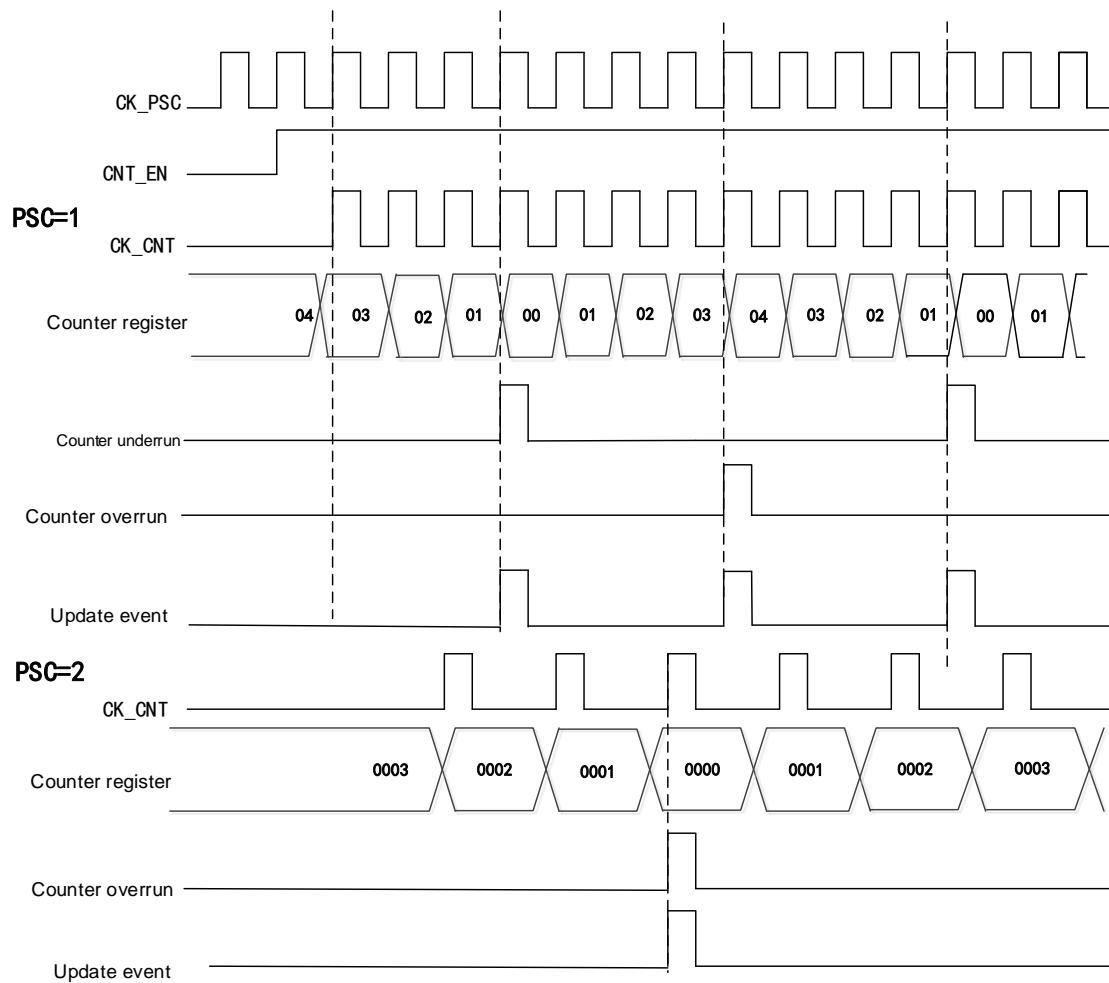 CK_PSC
CNT_EN
PSC=1
CK_CNT
Counter register
04 03 02 01 00 01 02 03 04 03 02 01 00 01
Counter underrun
Counter overrun
Update event
PSC=2
CK_CNT
Counter register
0003 0002 0001 0000 0001 0002 0003
Counter overrun
Update event